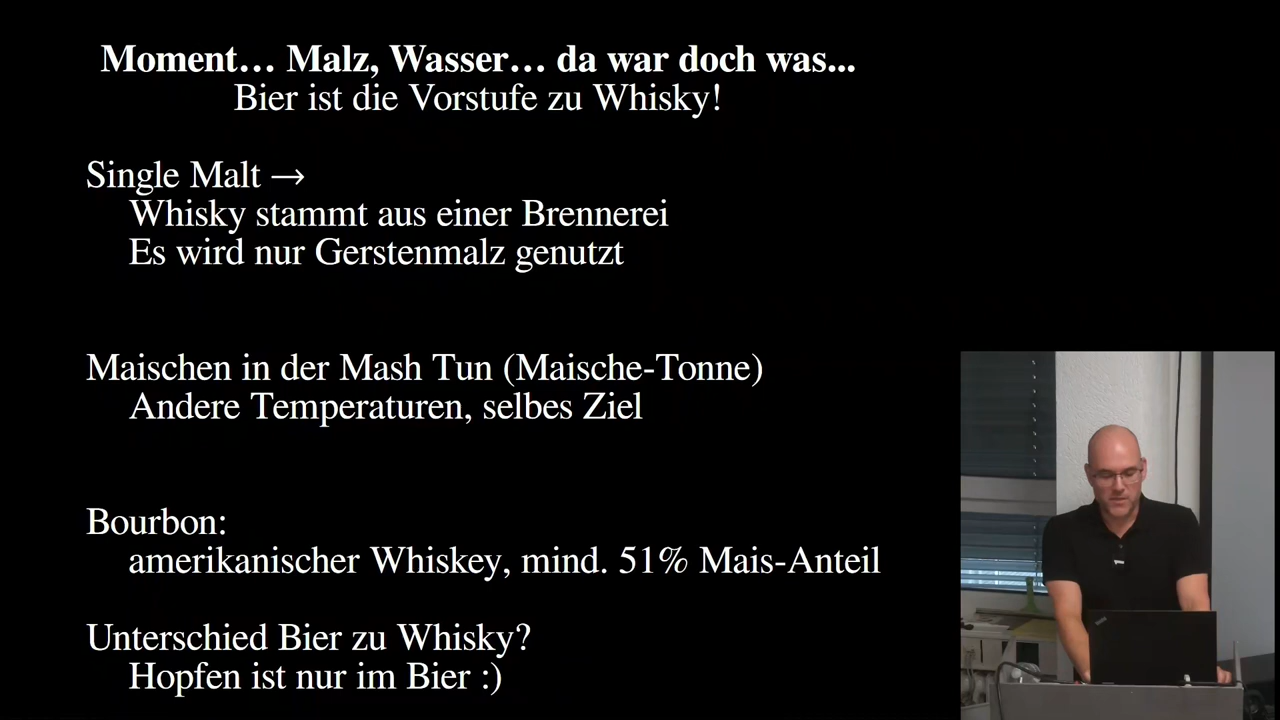 Moment… Malz, Wasser… da war doch was...
Bier ist die Vorstufe zu Whisky!
Single Malt →
Whisky stammt aus einer Brennerei
Es wird nur Gerstenmalz genutzt
Maischen in der Mash Tun (Maische-Tonne)
Andere Temperaturen, selbes Ziel
Bourbon:
amerikanischer Whiskey, mind. 51% Mais-Anteil
Unterschied Bier zu Whisky?
Hopfen ist nur im Bier :)